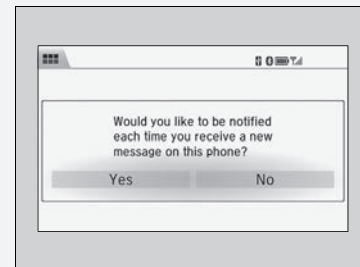 Would you like to be notified
each time you receive a new
message on this phone?
Yes No